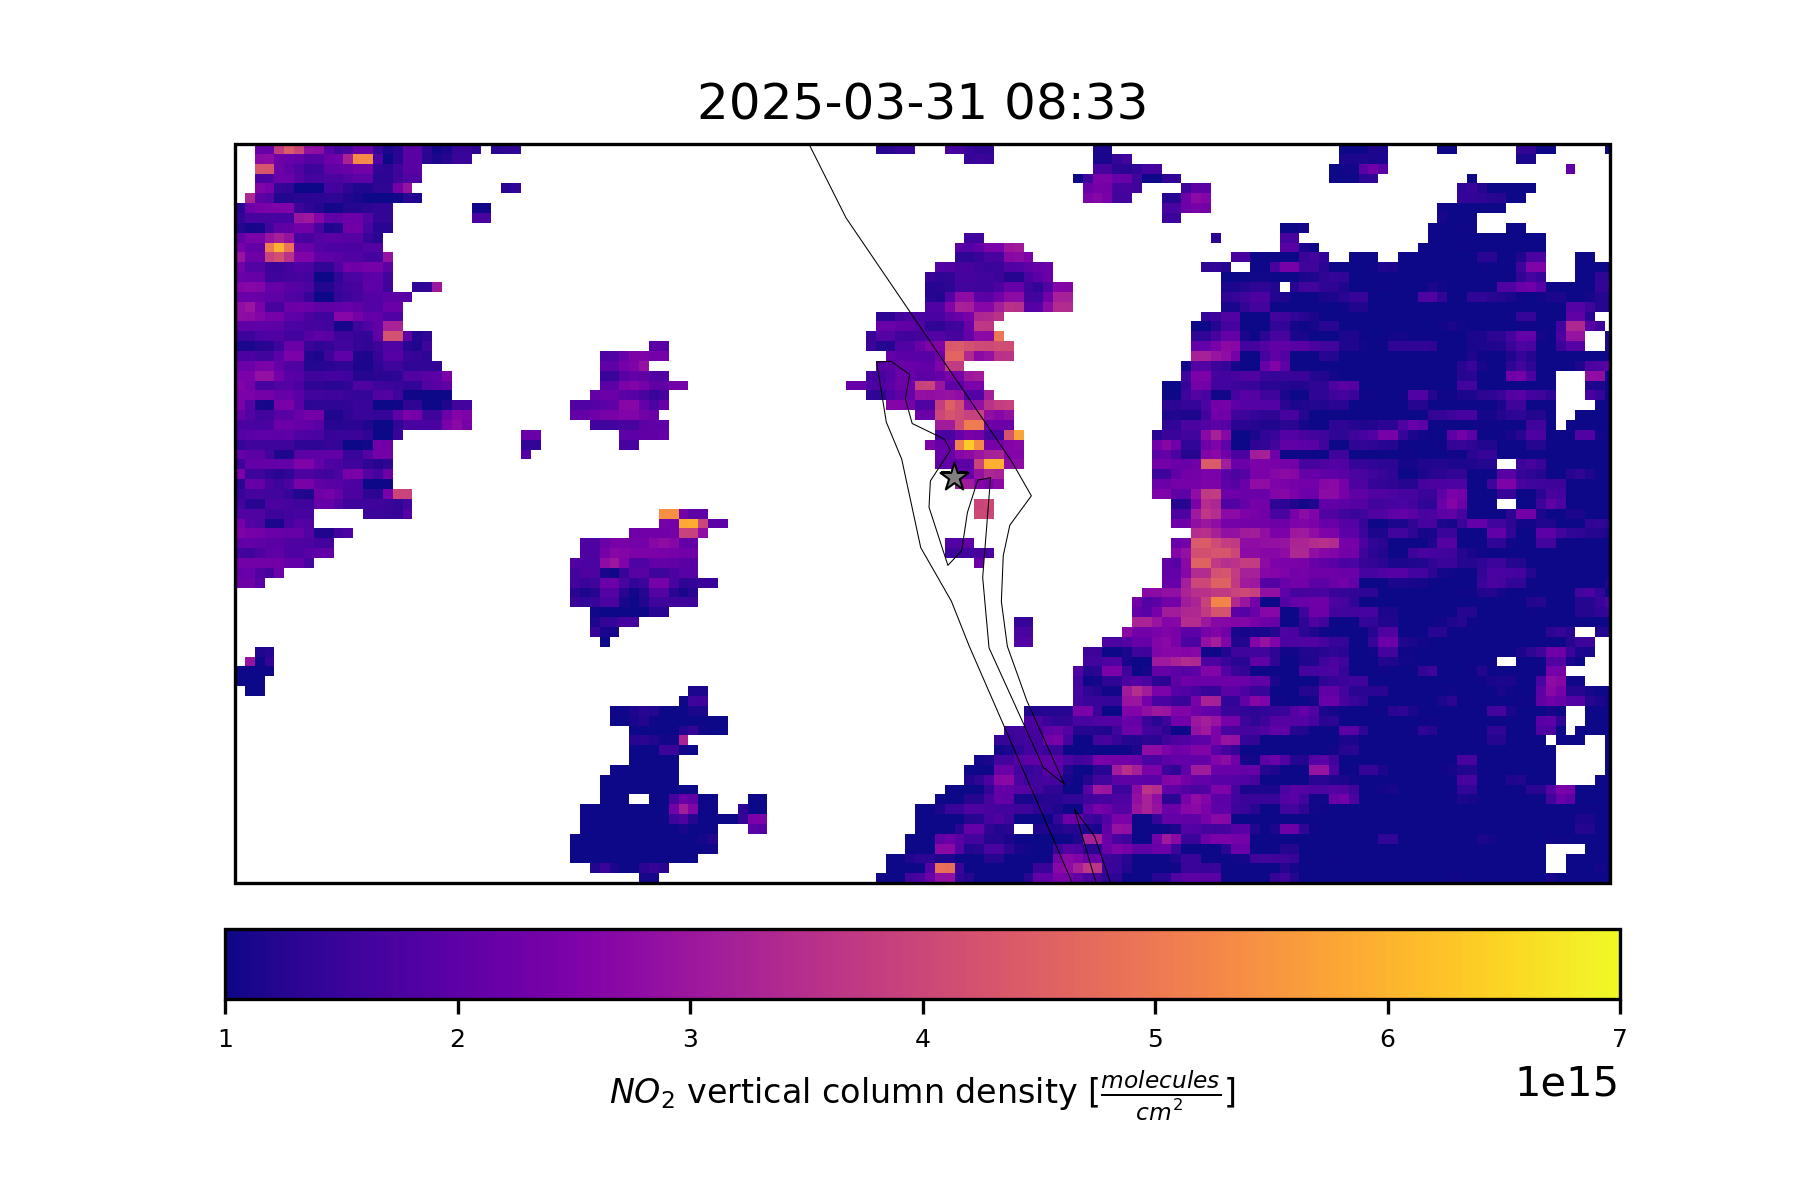 2025-03-31 08:33
1 2 3 4 5 6 7
1e15
NO₂ vertical column density [molecules/cm²]